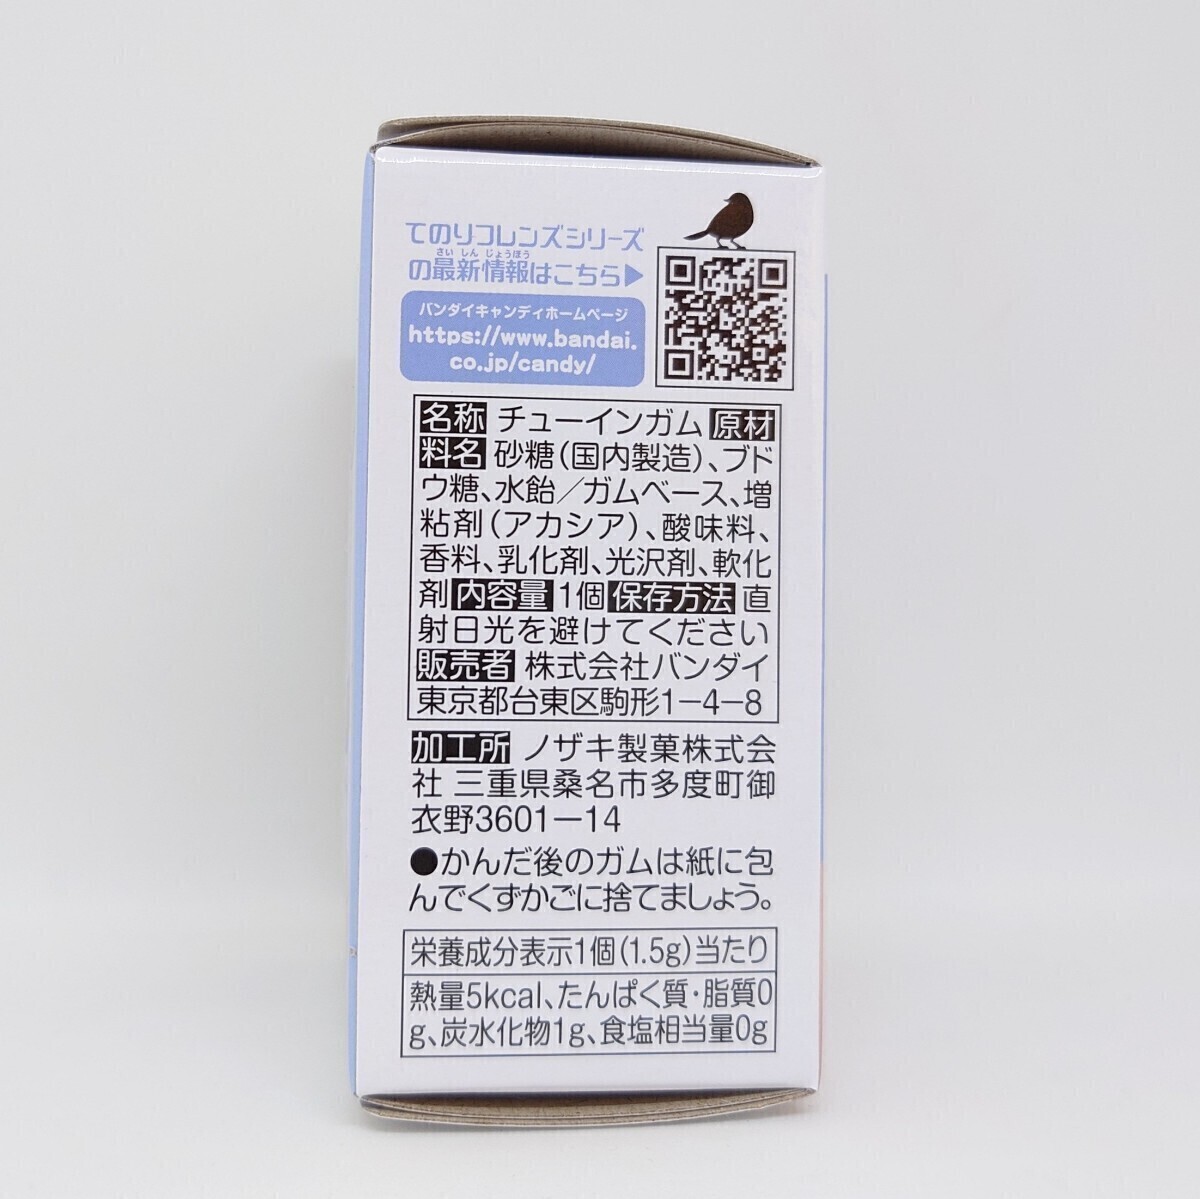 てのりフレンズシリーズ
さいしんじょうほう
の最新情報はこちら▶
バンダイキャンディホームページ
https://www.bandai.
co.jp/candy/
名称 チューインガム 原材
料名 砂糖(国内製造)、ブド
ウ糖、水飴/ガムベース、増
粘剤(アカシア)、酸味料、
香料、乳化剤、光沢剤、軟化
剤 内容量 1個 保存方法 直
射日光を避けてください
販売者 株式会社バンダイ
東京都台東区駒形1-4-8
加工所 ノザキ製菓株式会
社 三重県桑名市多度町御
衣野3601-14
●かんだ後のガムは紙に包
んでくずかごに捨てましょう。
栄養成分表示1個(1.5g)当たり
熱量5kcal、たんぱく質・脂質0
g、炭水化物1g、食塩相当量0g